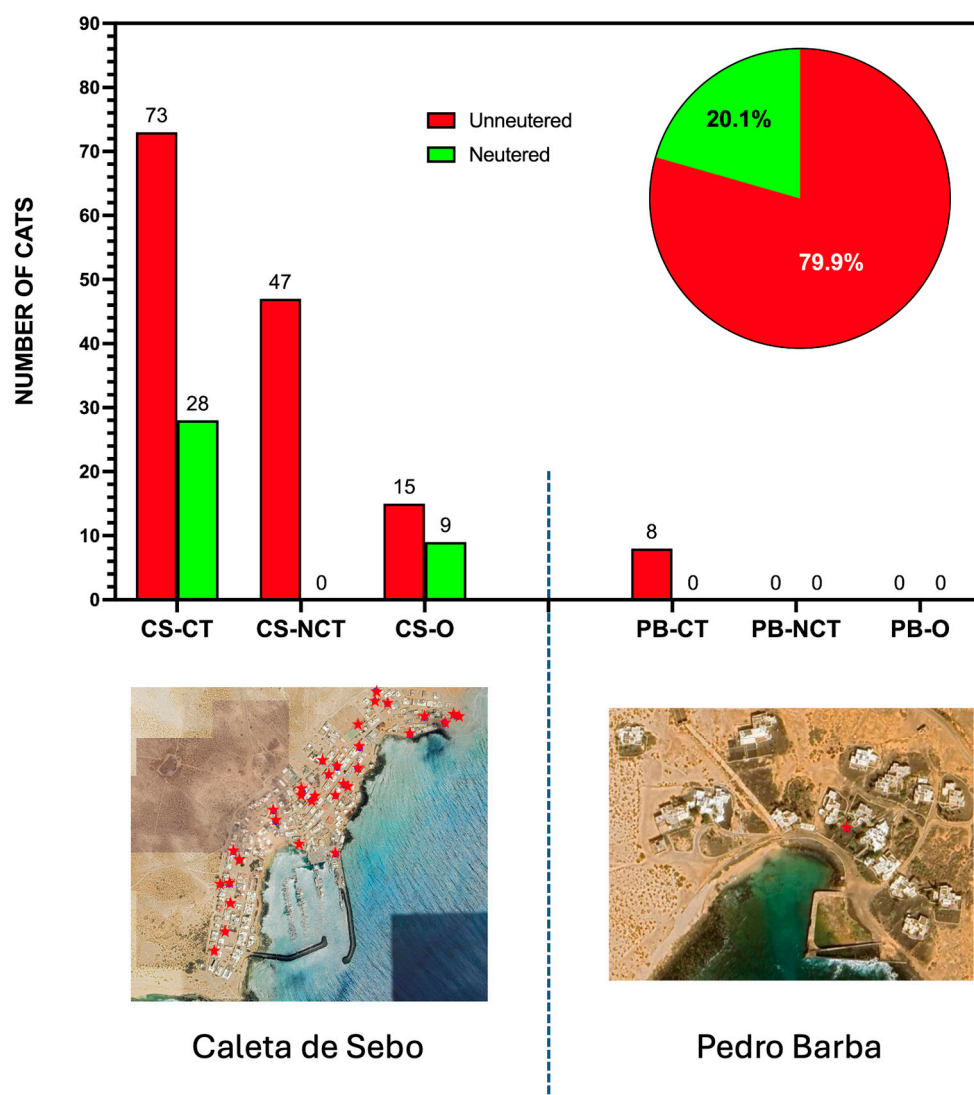 90
80
70
60
50
40
30
20
10
0
NUMBER OF CATS
73
28
47
0
15
9
8
0
0
0
0
0
Unneutered
Neutered
20.1%
79.9%
CS-CT
CS-NCT
CS-O
PB-CT
PB-NCT
PB-O
Caleta de Sebo
Pedro Barba